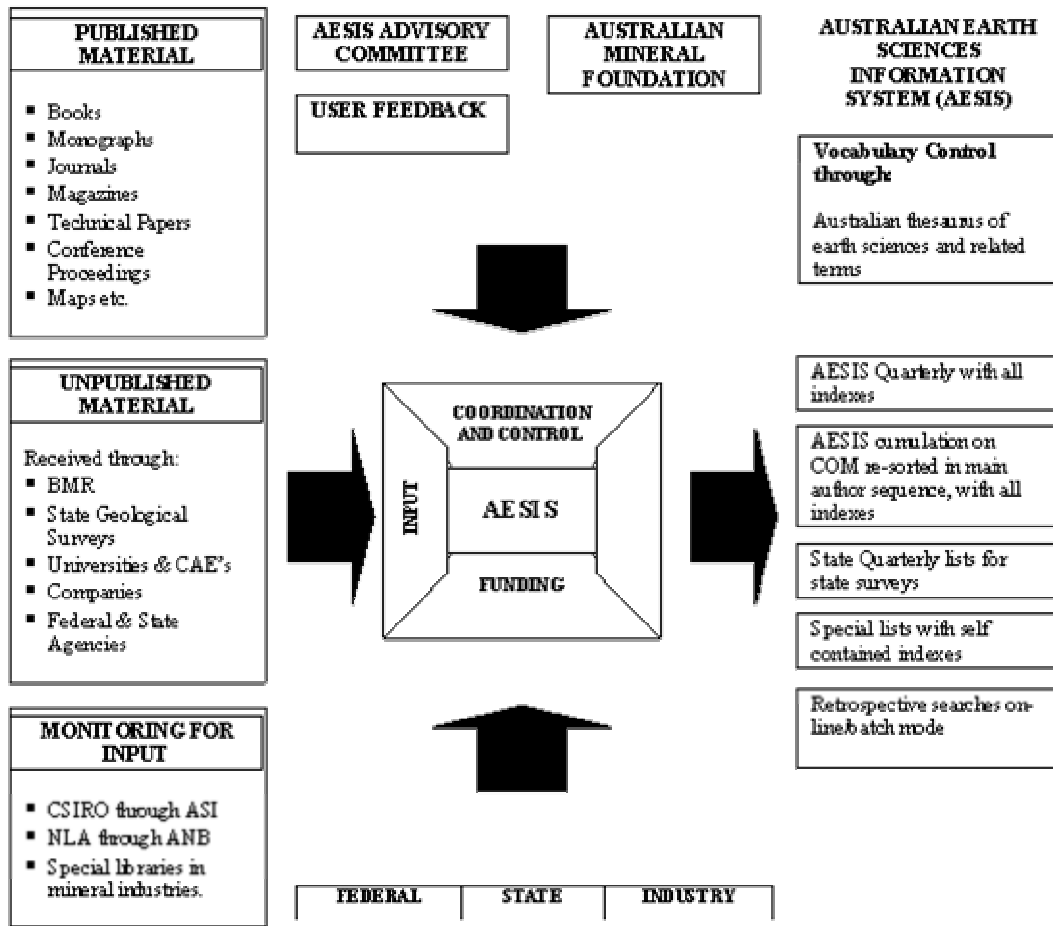 PUBLISHED
MATERIAL
▪ Books
▪ Monographs
▪ Journals
▪ Magazines
▪ Technical Papers
▪ Conference
Proceedings
▪ Maps etc.
UNPUBLISHED
MATERIAL
Received through:
▪ BMR
▪ State Geological
Surveys
▪ Universities & CAE's
▪ Companies
▪ Federal & State
Agencies
MONITORING FOR
INPUT
▪ CSIRO through ASI
▪ NLA through ANB
▪ Special libraries in
mineral industries.
AESIS ADVISORY
COMMITTEE
USER FEEDBACK
AUSTRALIAN
MINERAL
FOUNDATION
COORDINATION
AND CONTROL
INPUT
AESIS
FUNDING
FEDERAL
STATE
INDUSTRY
AUSTRALIAN EARTH
SCIENCES
INFORMATION
SYSTEM (AESIS)
Vocabulary Control
through:
Australian thesaurus of
earth sciences and related
terms
AESIS Quarterly with all
indexes
AESIS cumulation on
COM re-sorted in main
author sequence, with all
indexes
State Quarterly lists for
state surveys
Special lists with self
contained indexes
Retrospective searches on-
line/batch mode